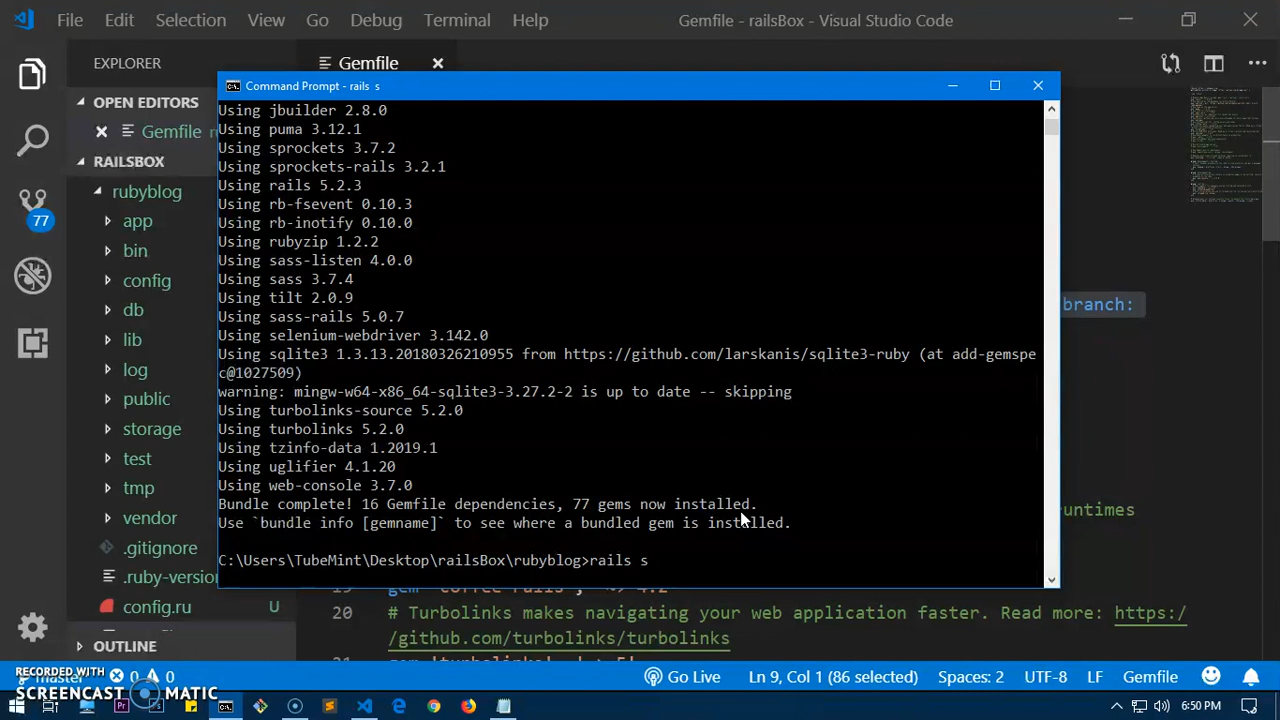 File Edit Selection View Go Debug Terminal Help Gemfile - railsBox - Visual Studio Code
EXPLORER
OPEN EDITORS
Gemfile
RAILSBOX
rubyblog
app
bin
config
db
lib
log
public
storage
test
tmp
vendor
.gitignore
.ruby-version
config.ru U
OUTLINE
77
Gemfile
Command Prompt - rails s
Using jbuilder 2.8.0
Using puma 3.12.1
Using sprockets 3.7.2
Using sprockets-rails 3.2.1
Using rails 5.2.3
Using rb-fsevent 0.10.3
Using rb-inotify 0.10.0
Using rubyzip 1.2.2
Using sass-listen 4.0.0
Using sass 3.7.4
Using tilt 2.0.9
Using sass-rails 5.0.7
Using selenium-webdriver 3.142.0
Using sqlite3 1.3.13.20180326210955 from https://github.com/larskanis/sqlite3-ruby (at add-gemspe
c@1027509)
warning: mingw-w64-x86_64-sqlite3-3.27.2-2 is up to date -- skipping
Using turbolinks-source 5.2.0
Using turbolinks 5.2.0
Using tzinfo-data 1.2019.1
Using uglifier 4.1.20
Using web-console 3.7.0
Bundle complete! 16 Gemfile dependencies, 77 gems now installed.
Use `bundle info [gemname]` to see where a bundled gem is installed.
C:\Users\TubeMint\Desktop\railsBox\rubyblog>rails s
branch:
untimes
20 # Turbolinks makes navigating your web application faster. Read more: https:/
/github.com/turbolinks/turbolinks
master 0 0 Go Live Ln 9, Col 1 (86 selected) Spaces: 2 UTF-8 LF Gemfile
RECORDED WITH
SCREENCAST MATIC
6:50 PM